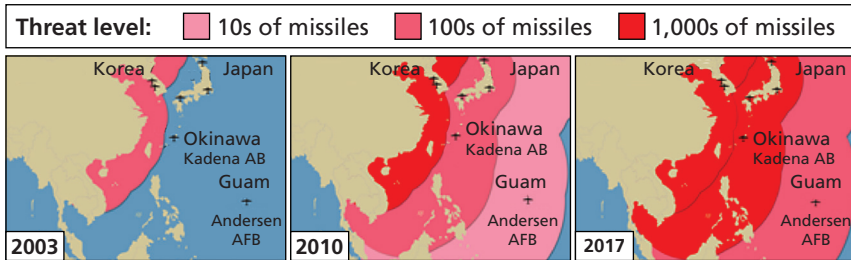 Threat level: 10s of missiles 100s of missiles 1,000s of missiles
Korea Japan
Okinawa
Kadena AB
Guam
Andersen
AFB
2003
Korea Japan
Okinawa
Kadena AB
Guam
Andersen
AFB
2010
Korea Japan
Okinawa
Kadena AB
Guam
Andersen
AFB
2017